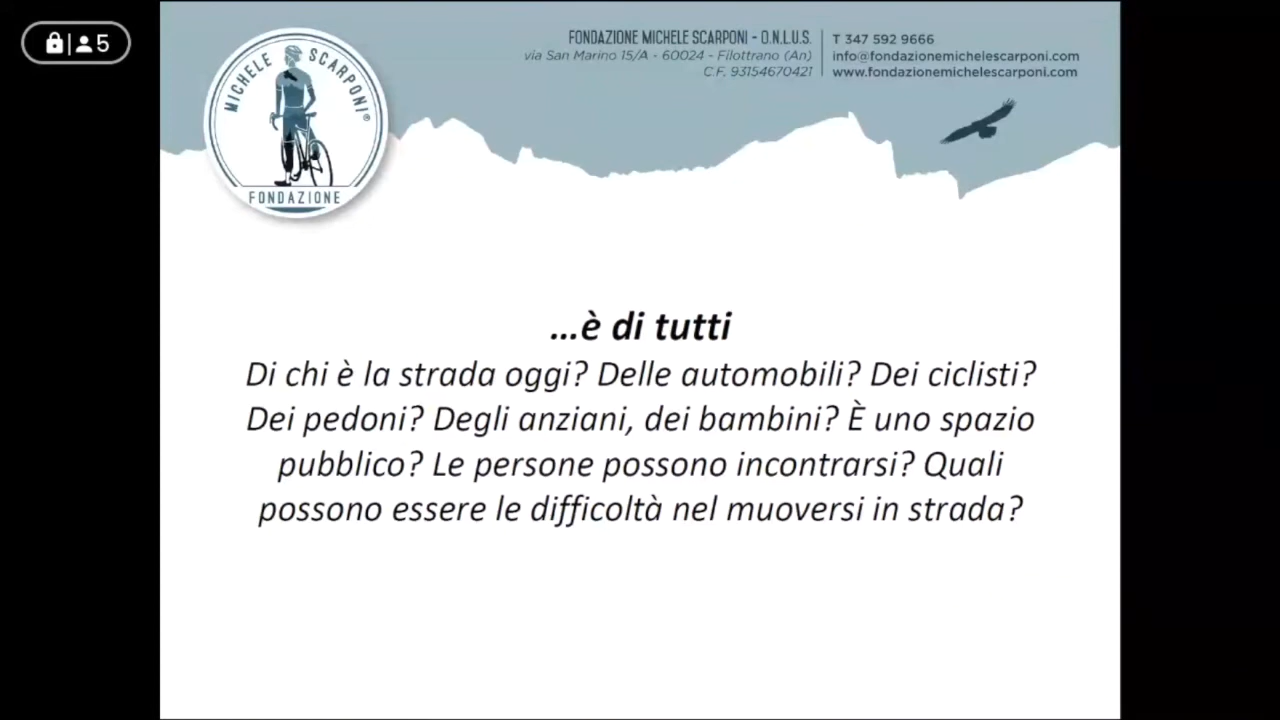 5
MICHELE SCARPONI®
FONDAZIONE
FONDAZIONE MICHELE SCARPONI - O.N.L.U.S.
via San Marino 15/A - 60024 - Filottrano (An)
C.F. 93154670421
T 347 592 9666
info@fondazionemichelescarponi.com
www.fondazionemichelescarponi.com
...è di tutti
Di chi è la strada oggi? Delle automobili? Dei ciclisti?
Dei pedoni? Degli anziani, dei bambini? È uno spazio
pubblico? Le persone possono incontrarsi? Quali
possono essere le difficoltà nel muoversi in strada?